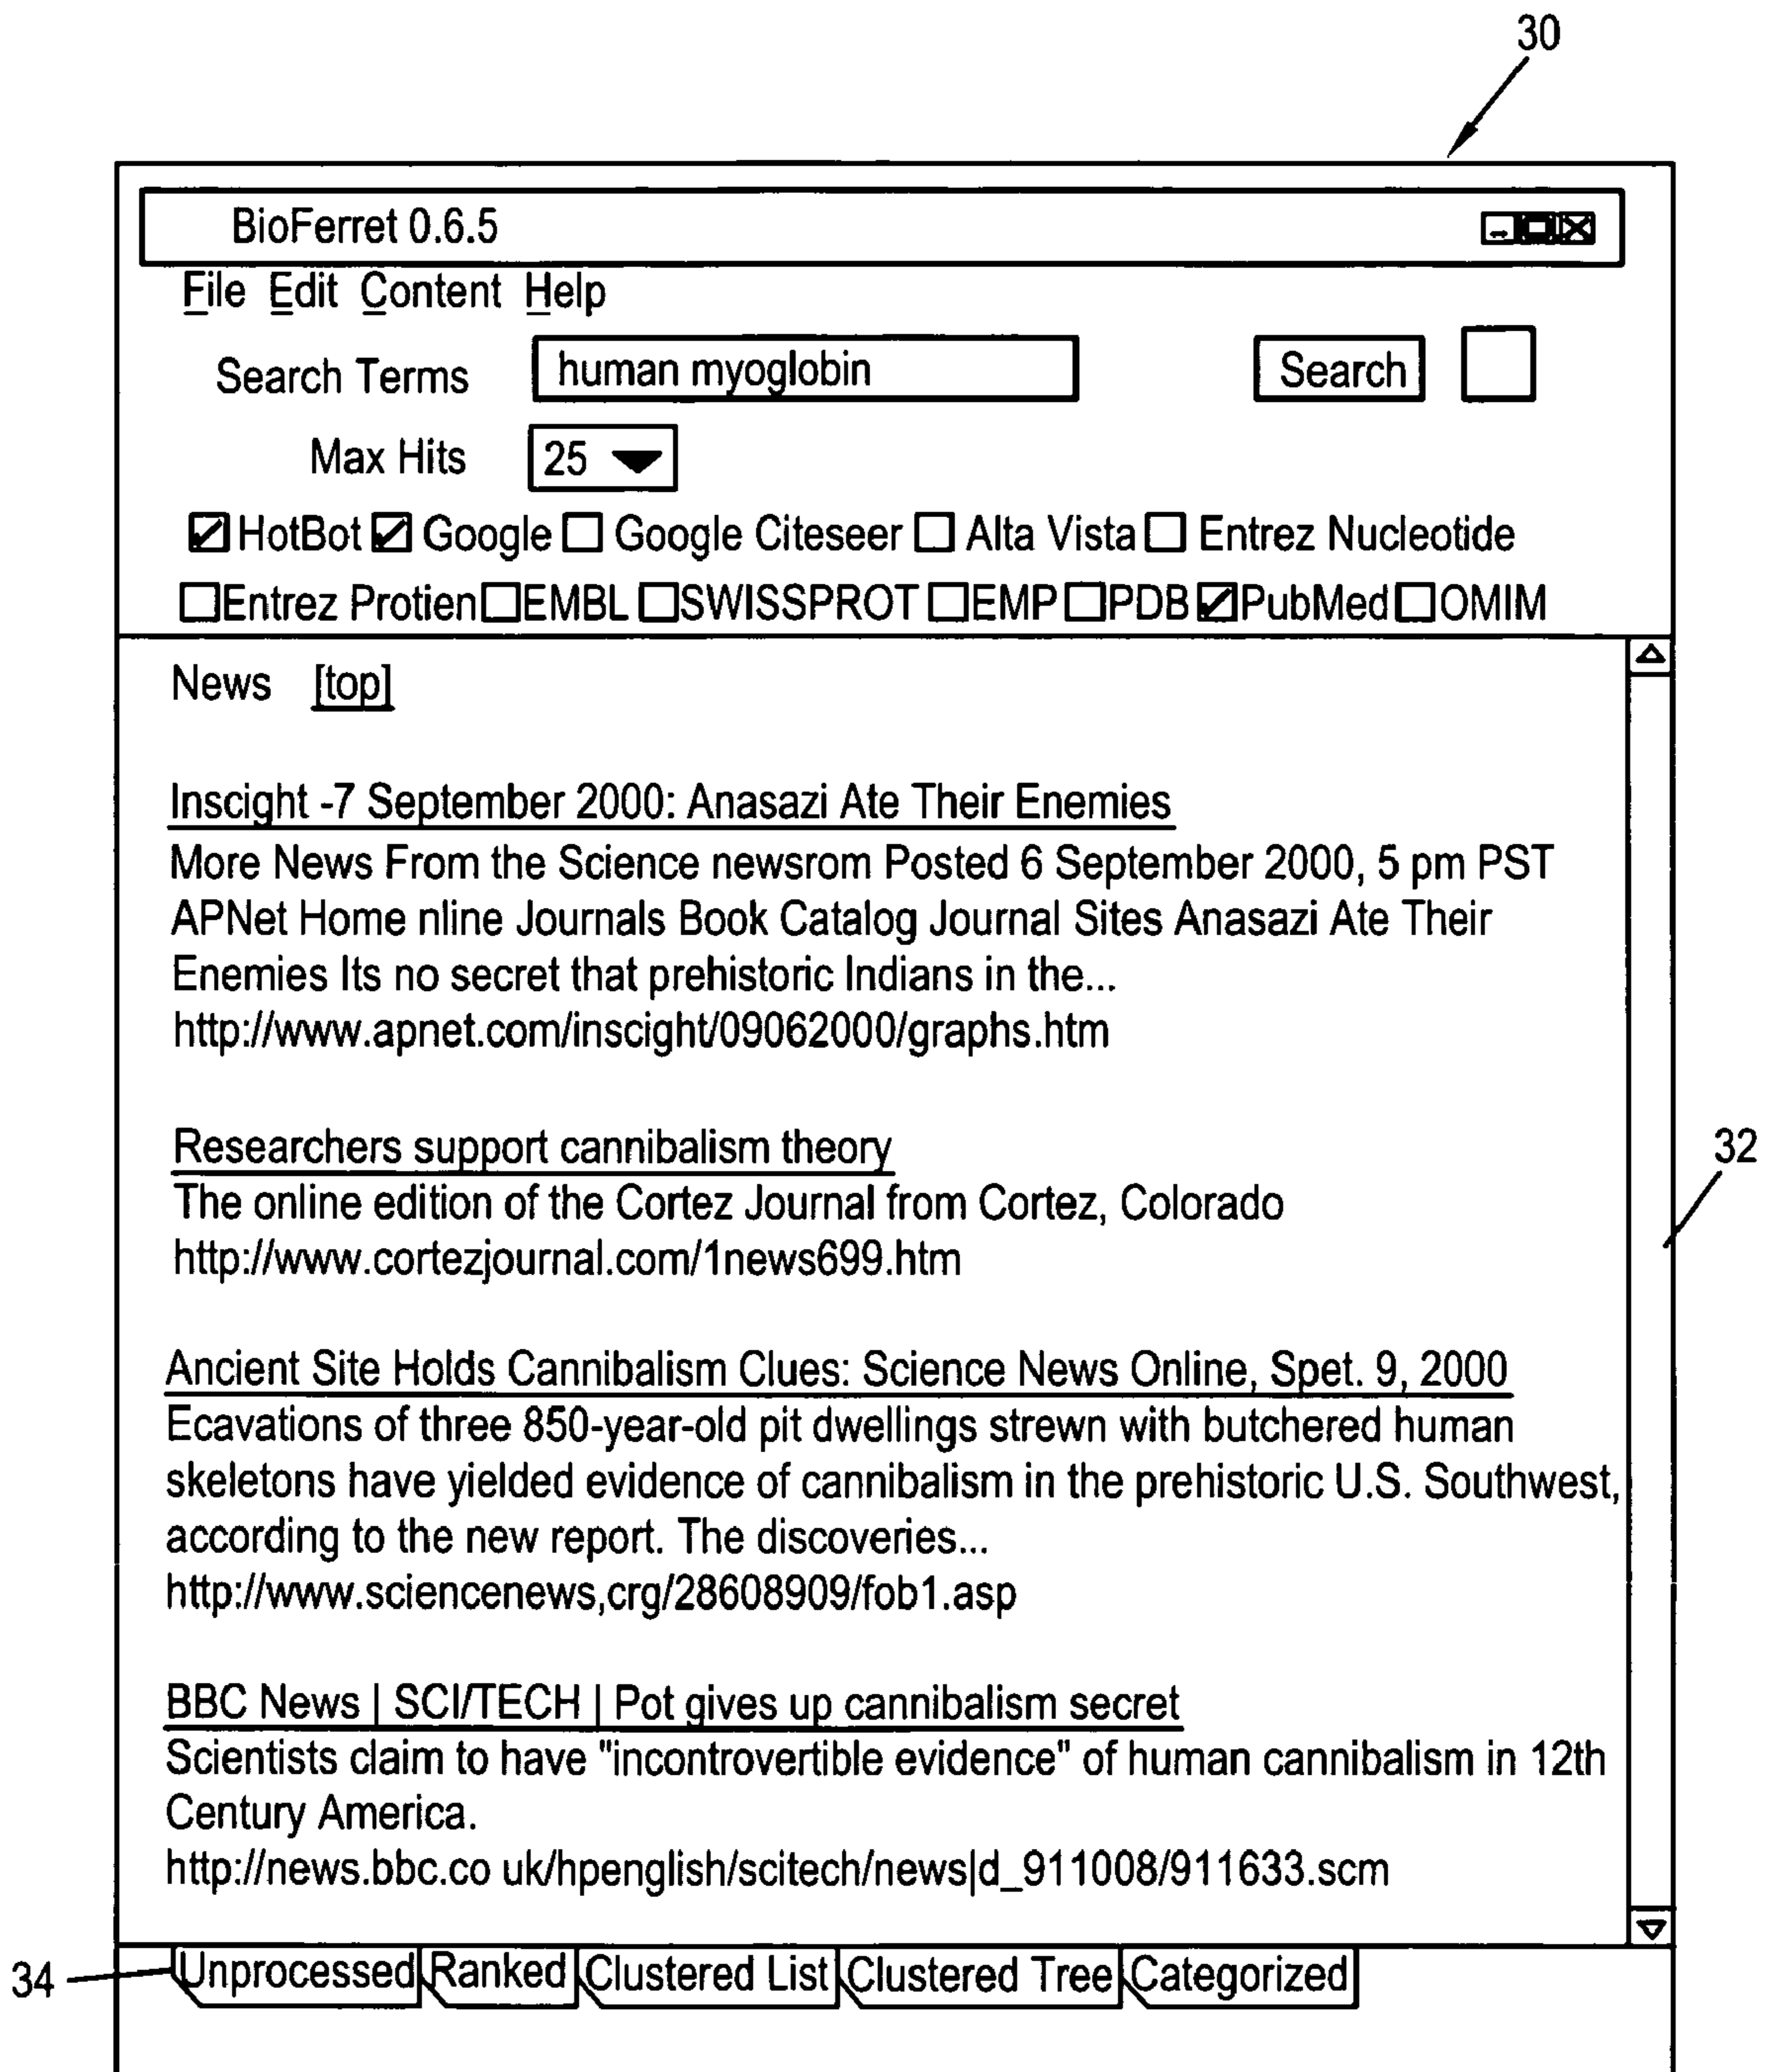 30
BioFerret 0.6.5
File Edit Content Help
Search Terms human myoglobin Search
Max Hits 25
HotBot Google Google Citeseer Alta Vista Entrez Nucleotide
Entrez Protien EMBL SWISSPROT EMP PDB PubMed OMIM
News [top]
Inscight -7 September 2000: Anasazi Ate Their Enemies
More News From the Science newsrom Posted 6 September 2000, 5 pm PST
APNet Home nline Journals Book Catalog Journal Sites Anasazi Ate Their
Enemies Its no secret that prehistoric Indians in the...
http://www.apnet.com/inscight/09062000/graphs.htm
Researchers support cannibalism theory
32
The online edition of the Cortez Journal from Cortez, Colorado
http://www.cortezjournal.com/1news699.htm
Ancient Site Holds Cannibalism Clues: Science News Online, Spet. 9, 2000
Ecavations of three 850-year-old pit dwellings strewn with butchered human
skeletons have yielded evidence of cannibalism in the prehistoric U.S. Southwest,
according to the new report. The discoveries...
http://www.sciencenews,crg/28608909/fob1.asp
BBC News | SCI/TECH | Pot gives up cannibalism secret
Scientists claim to have "incontrovertible evidence" of human cannibalism in 12th
Century America.
http://news.bbc.co uk/hpenglish/scitech/news|d_911008/911633.scm
34 Unprocessed Ranked Clustered List Clustered Tree Categorized